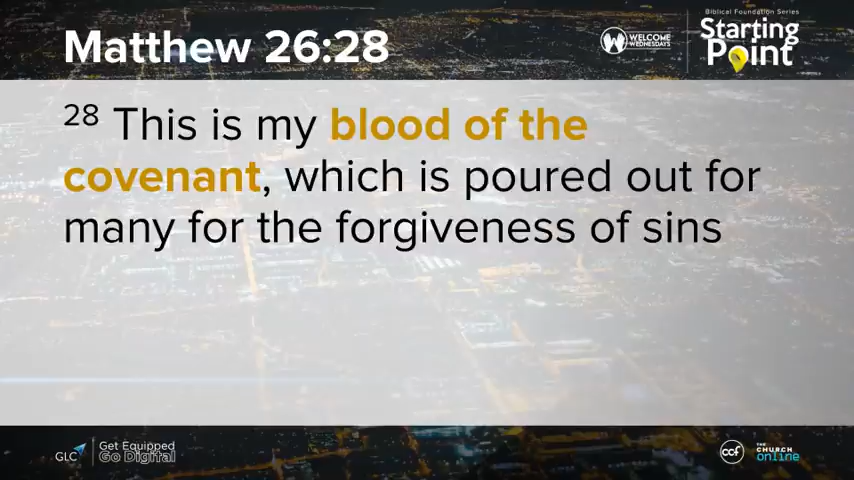 Matthew 26:28
WELCOME
WEDNESDAYS
Biblical Foundation Series
Starting
Point
28 This is my blood of the
covenant, which is poured out for
many for the forgiveness of sins
GLC
Get Equipped
Go Digital
ccf
THE
CHURCH
online